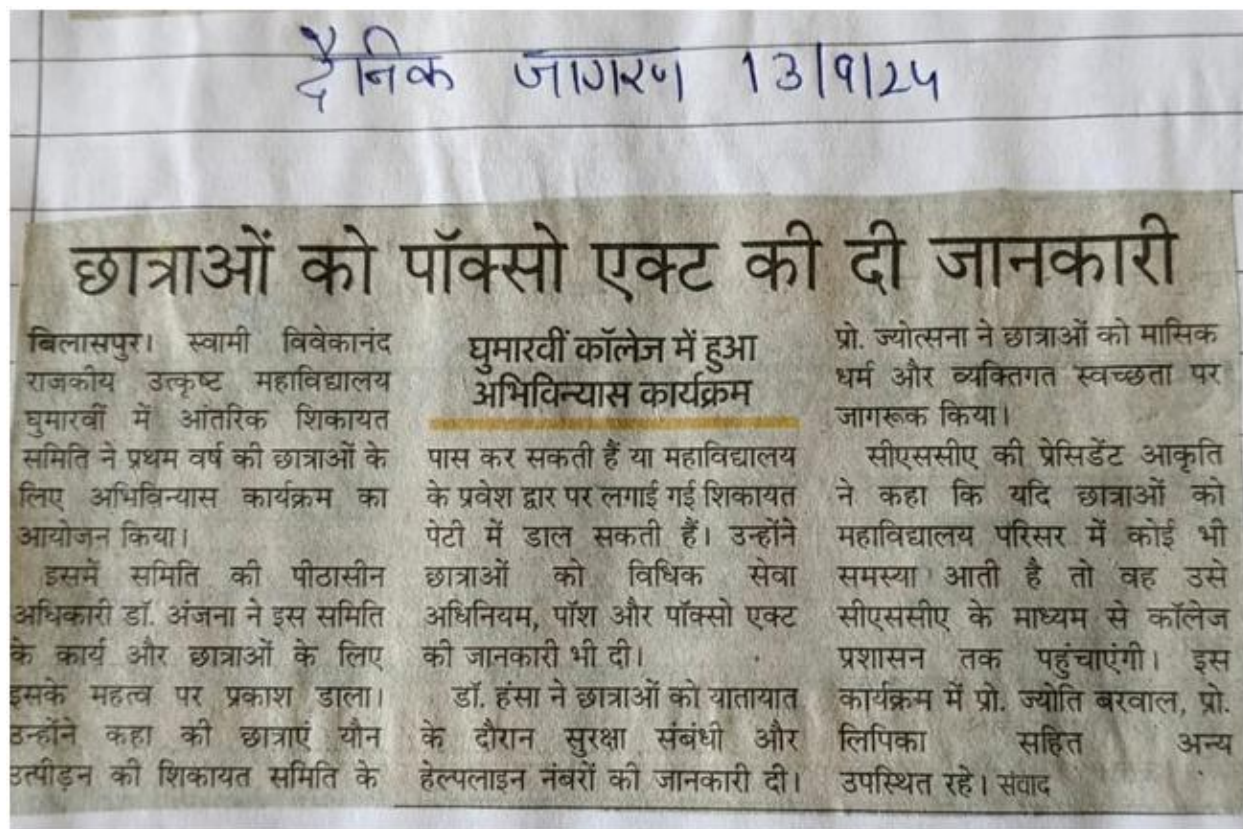 दैनिक जागरण 13/9/24
छात्राओं को पॉक्सो एक्ट की दी जानकारी
बिलासपुर। स्वामी विवेकानंद
राजकीय उत्कृष्ट महाविद्यालय
घुमारवीं में आंतरिक शिकायत
समिति ने प्रथम वर्ष की छात्राओं के
लिए अभिविन्यास कार्यक्रम का
आयोजन किया।
इसमें समिति की पीठासीन
अधिकारी डॉ. अंजना ने इस समिति
के कार्य और छात्राओं के लिए
इसके महत्व पर प्रकाश डाला।
उन्होंने कहा की छात्राएं यौन
उत्पीड़न की शिकायत समिति के
घुमारवीं कॉलेज में हुआ
अभिविन्यास कार्यक्रम
पास कर सकती हैं या महाविद्यालय
के प्रवेश द्वार पर लगाई गई शिकायत
पेटी में डाल सकती हैं। उन्होंने
छात्राओं को विधिक सेवा
अधिनियम, पॉश और पॉक्सो एक्ट
की जानकारी भी दी।
डॉ. हंसा ने छात्राओं को यातायात
के दौरान सुरक्षा संबंधी और
हेल्पलाइन नंबरों की जानकारी दी।
प्रो. ज्योत्सना ने छात्राओं को मासिक
धर्म और व्यक्तिगत स्वच्छता पर
जागरूक किया।
सीएससीए की प्रेसिडेंट आकृति
ने कहा कि यदि छात्राओं को
महाविद्यालय परिसर में कोई भी
समस्या आती है तो वह उसे
सीएससीए के माध्यम से कॉलेज
प्रशासन तक पहुंचाएंगी। इस
कार्यक्रम में प्रो. ज्योति बरवाल, प्रो.
लिपिका सहित अन्य
उपस्थित रहे। संवाद